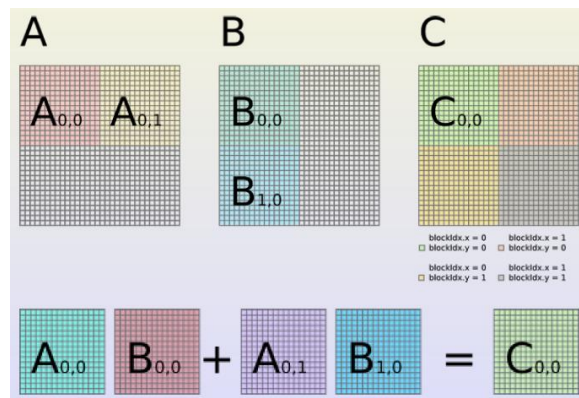 A B C
A0,0 A0,1 B0,0 C0,0
B1,0
blockIdx.x = 0 blockIdx.x = 1
blockIdx.y = 0 blockIdx.y = 0
blockIdx.x = 0 blockIdx.x = 1
blockIdx.y = 1 blockIdx.y = 1
A0,0 B0,0 + A0,1 B1,0 = C0,0